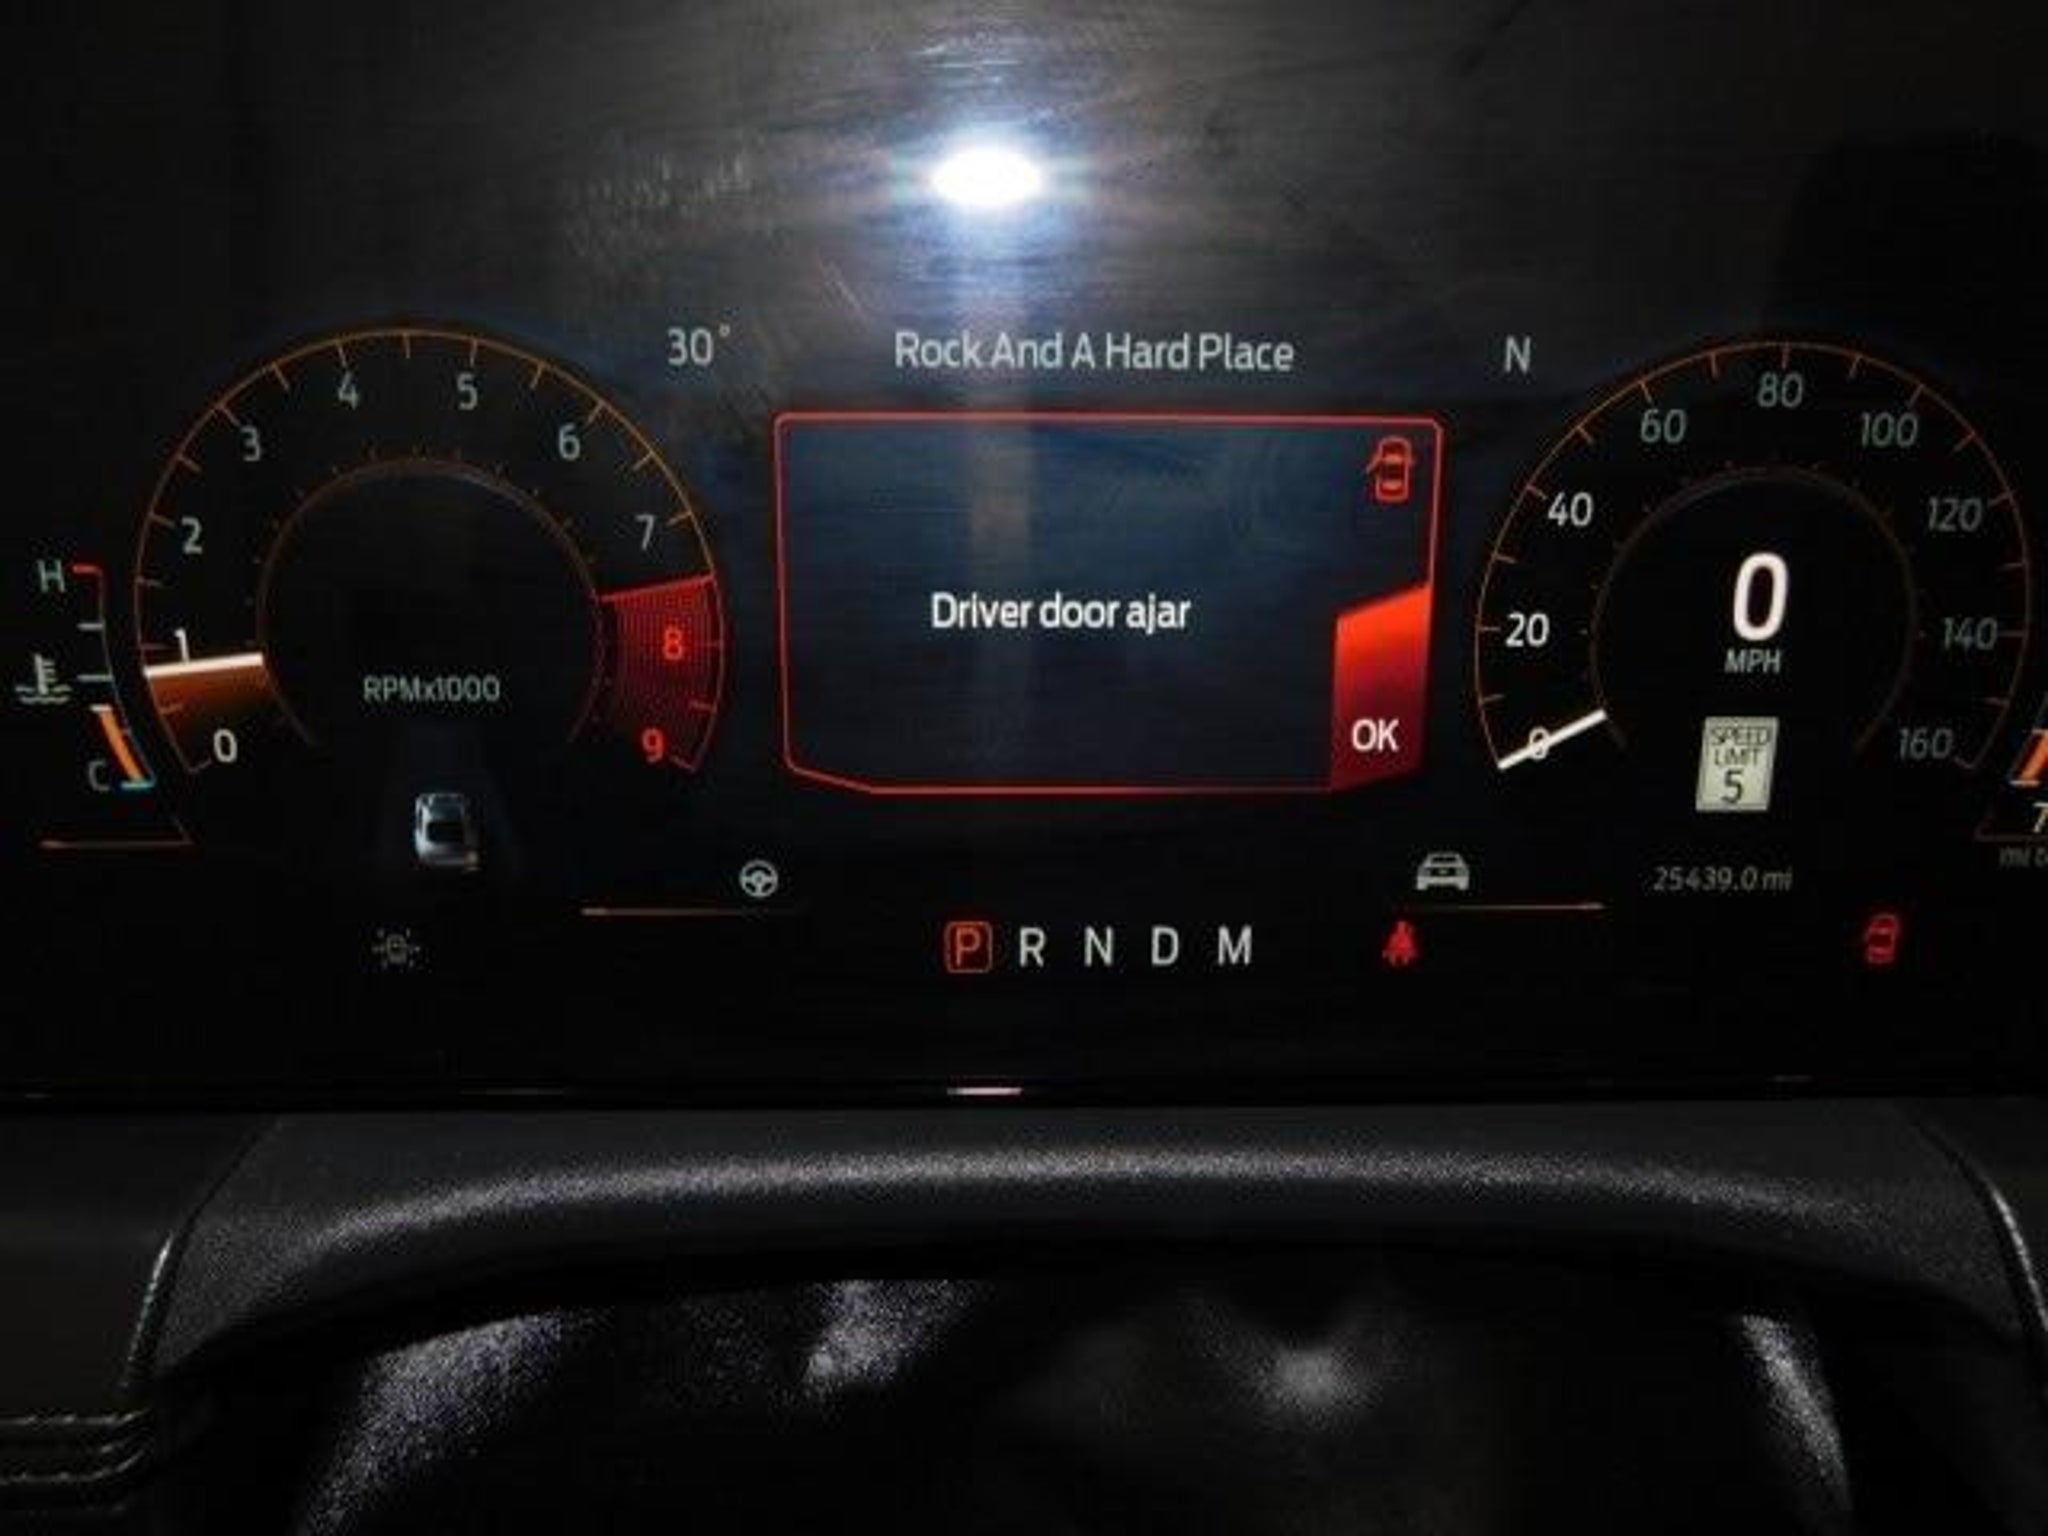 30°
Rock And A Hard Place
N
0
1
2
3
4
5
6
7
8
9
RPMx1000
H
C
Driver door ajar
OK
0
20
40
60
80
100
120
140
160
0
MPH
SPEED
LIMIT
5
25439.0 mi
P R N D M